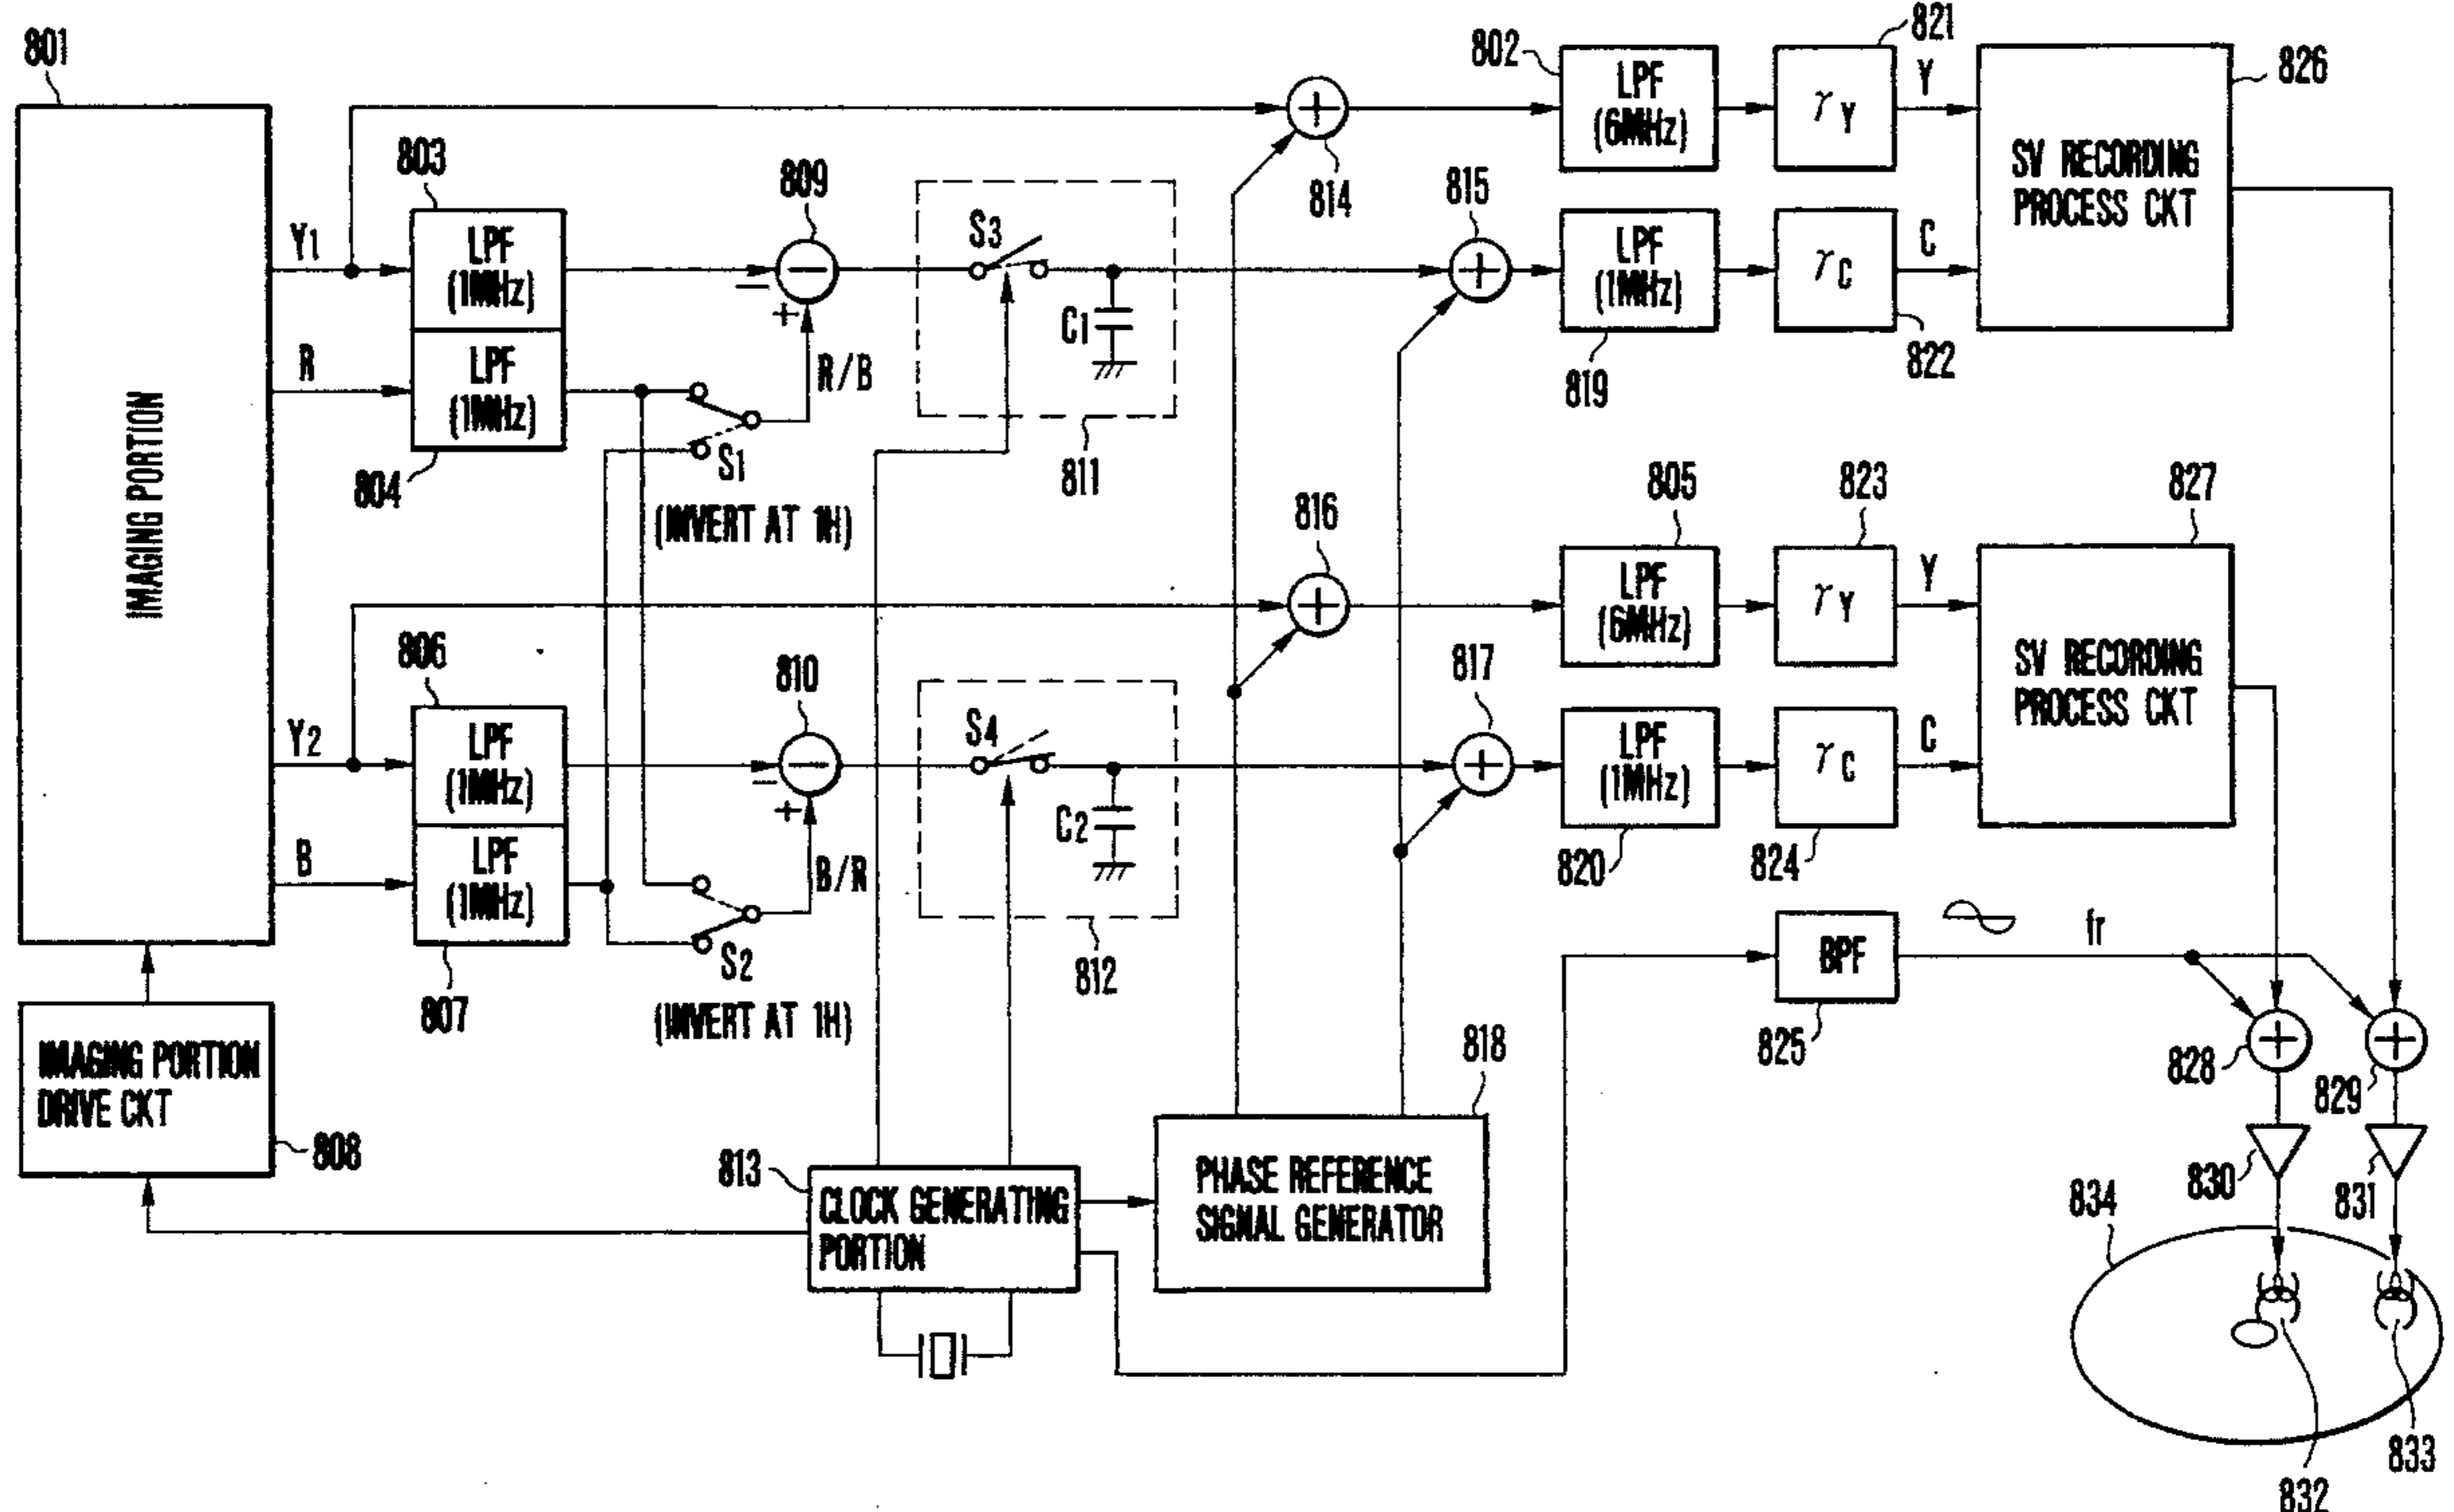 801
IMAGING PORTION
Y1
R
Y2
B
803
LPF
(1MHz)
LPF
(1MHz)
804
806
LPF
(1MHz)
LPF
(1MHz)
807
IMAGING PORTION
DRIVE CKT
808
809
−
−
+
R/B
S1
(INVERT AT 1H)
810
−
−
+
B/R
S2
(INVERT AT 1H)
S3
C1
811
S4
C2
812
813
CLOCK GENERATING
PORTION
818
PHASE REFERENCE
SIGNAL GENERATOR
+
814
815
+
816
+
817
+
802
LPF
(6MHz)
821
γY
Y
LPF
(1MHz)
819
γC
822
C
826
SV RECORDING
PROCESS CKT
805
LPF
(6MHz)
823
γY
Y
LPF
(1MHz)
820
γC
824
C
827
SV RECORDING
PROCESS CKT
BPF
825
fr
+
828
+
829
830
831
834
832
833